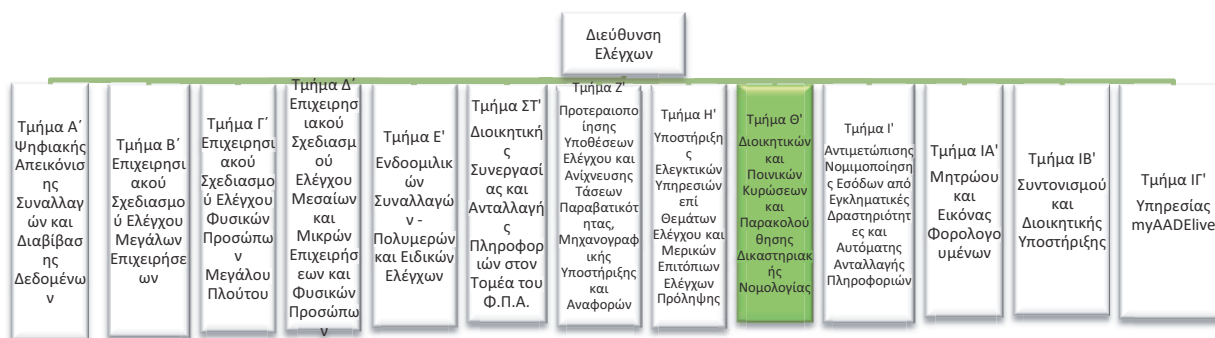 Διεύθυνση
Ελέγχων
Τμήμα Α΄
Ψηφιακής
Απεικόνισ
ης
Συναλλαγ
ών και
Διαβίβασ
ης
Δεδομένω
ν
Τμήμα Β΄
Επιχειρησι
ακού
Σχεδιασμο
ύ Ελέγχου
Μεγάλων
Επιχειρήσε
ων
Τμήμα Γ΄
Επιχειρησι
ακού
Σχεδιασμο
ύ Ελέγχου
Φυσικών
Προσώπω
ν
Μεγάλου
Πλούτου
Τμήμα Δ΄
Επιχειρησ
ιακού
Σχεδιασμ
ού
Ελέγχου
Μεσαίων
και
Μικρών
Επιχειρήσ
εων και
Φυσικών
Προσώπω
ν
Τμήμα Ε'
Ενδοομιλικ
ών
Συναλλαγώ
ν -
Πολυμερών
και Ειδικών
Ελέγχων
Τμήμα ΣΤ'
Διοικητική
ς
Συνεργασί
ας και
Ανταλλαγή
ς
Πληροφορ
ιών στον
Τομέα του
Φ.Π.Α.
Τμήμα Ζ'
Προτεραιοπο
ίησης
Υποθέσεων
Ελέγχου και
Ανίχνευσης
Τάσεων
Παραβατικότ
ητας,
Μηχανογραφ
ικής
Υποστήριξης
και
Αναφορών
Τμήμα Η'
Υποστήριξη
ς
Ελεγκτικών
Υπηρεσιών
επί
Θεμάτων
Ελέγχου και
Μερικών
Επιτόπιων
Ελέγχων
Πρόληψης
Τμήμα Θ'
Διοικητικών
και
Ποινικών
Κυρώσεων
και
Παρακολού
θησης
Δικαστηριακ
ής
Νομολογίας
Τμήμα Ι'
Αντιμετώπισης
Νομιμοποίηση
ς Εσόδων από
Εγκληματικές
Δραστηριότητ
ες και
Αυτόματης
Ανταλλαγής
Πληροφοριών
Τμήμα ΙΑ'
Μητρώου
και
Εικόνας
Φορολογο
υμένων
Τμήμα ΙΒ'
Συντονισμού
και
Διοικητικής
Υποστήριξης
Τμήμα ΙΓ'
Υπηρεσίας
myAADElive